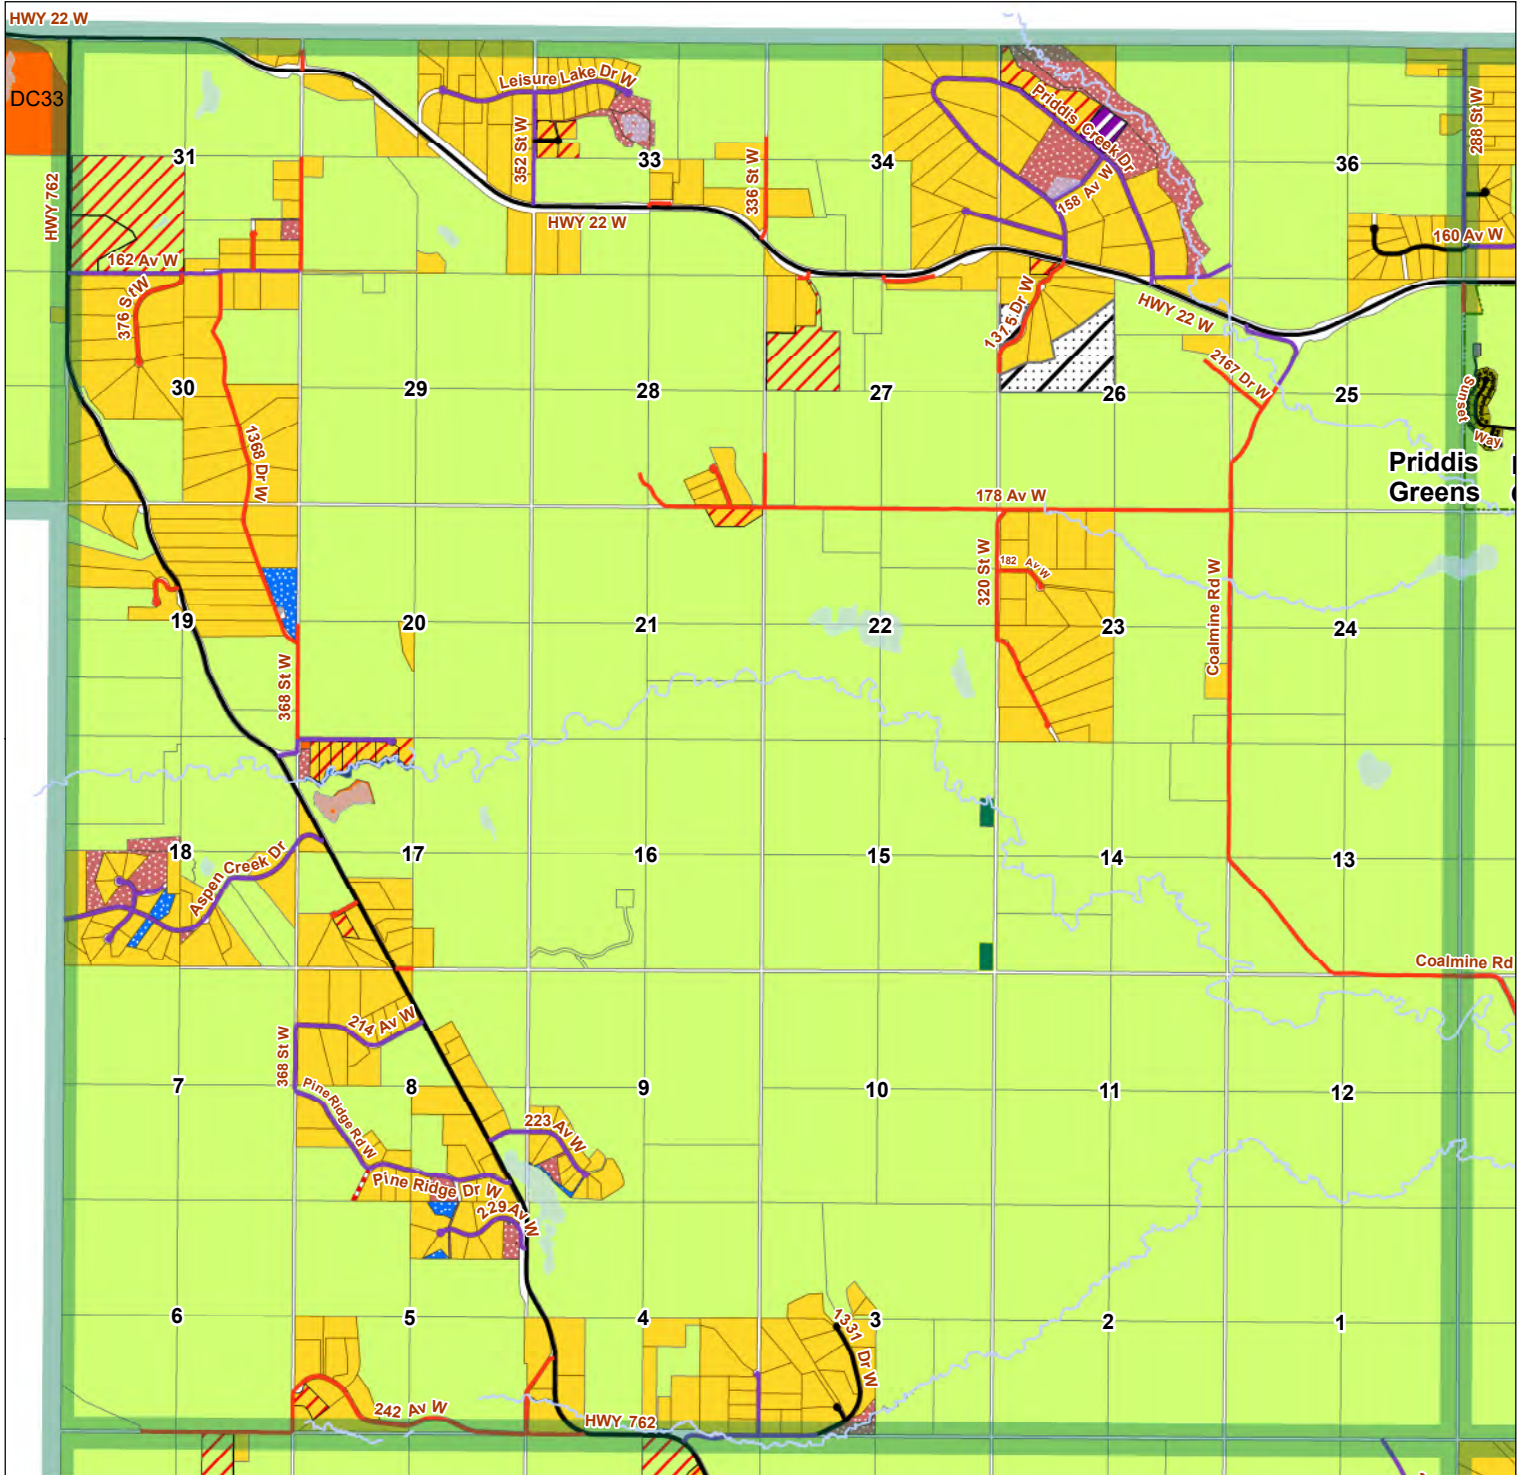 HWY 22 W
DC33
Leisure Lake Dr W
Priddis Creek Dr
288 St W
31
352 St W
33
336 St W
34
158 Av W
36
HWY 762
HWY 22 W
160 Av W
162 Av W
376 St W
1375 Dr W
HWY 22 W
2167 Dr W
30
29
28
27
26
25
Sunset
Way
1368 Dr W
Priddis
Greens
178 Av W
320 St W
182 Av W
Coalmine Rd W
19
20
21
22
23
24
368 St W
18
Aspen Creek Dr
17
16
15
14
13
Coalmine Rd
214 Av W
368 St W
7
Pine Ridge Rd W
8
9
10
11
12
223 Av W
Pine Ridge Dr W
229 Av W
6
5
4
1331 Dr W
3
2
1
242 Av W
HWY 762